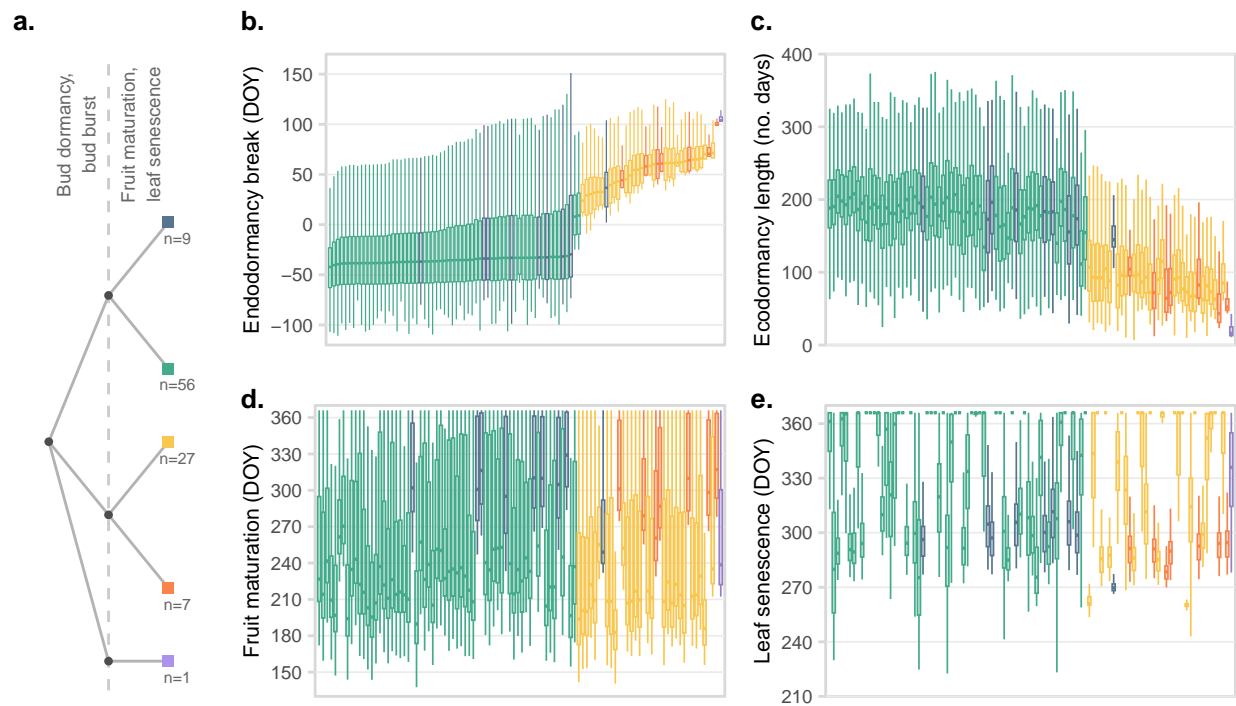 a.
Bud dormancy,
bud burst
Fruit maturation,
leaf senescence
n=9
n=56
n=27
n=7
n=1
b.
Endodormancy break (DOY)
150
100
50
0
−50
−100
c.
Ecodormancy length (no. days)
400
300
200
100
0
d.
Fruit maturation (DOY)
360
330
300
270
240
210
180
150
e.
Leaf senescence (DOY)
360
330
300
270
240
210